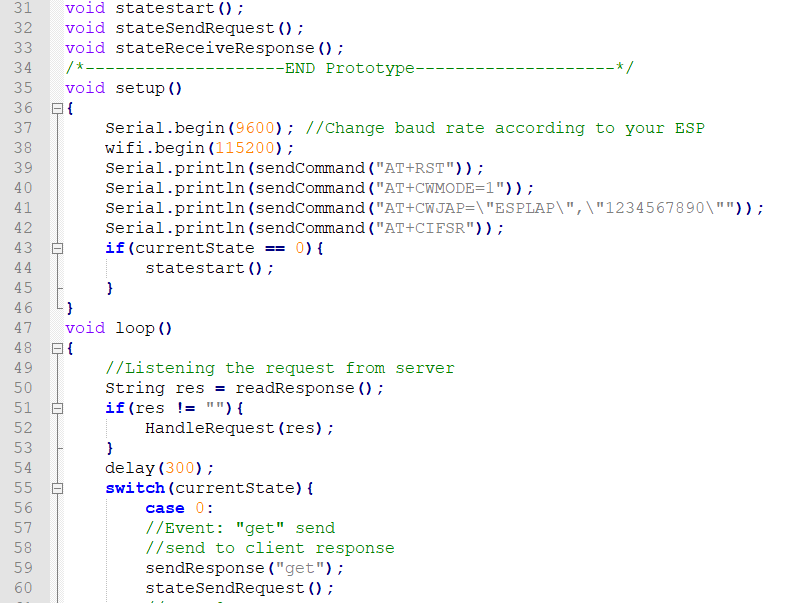 31 void statestart();
32 void stateSendRequest();
33 void stateReceiveResponse();
34 /*--------------------END Prototype--------------------*/
35 void setup()
36 {
37 Serial.begin(9600); //Change baud rate according to your ESP
38 wifi.begin(115200);
39 Serial.println(sendCommand("AT+RST"));
40 Serial.println(sendCommand("AT+CWMODE=1"));
41 Serial.println(sendCommand("AT+CWJAP=\"ESPLAP\",\"1234567890\""));
42 Serial.println(sendCommand("AT+CIFSR"));
43 if(currentState == 0){
44 statestart();
45 }
46 }
47 void loop()
48 {
49 //Listening the request from server
50 String res = readResponse();
51 if(res != ""){
52 HandleRequest(res);
53 }
54 delay(300);
55 switch(currentState){
56 case 0:
57 //Event: "get" send
58 //send to client response
59 sendResponse("get");
60 stateSendRequest();